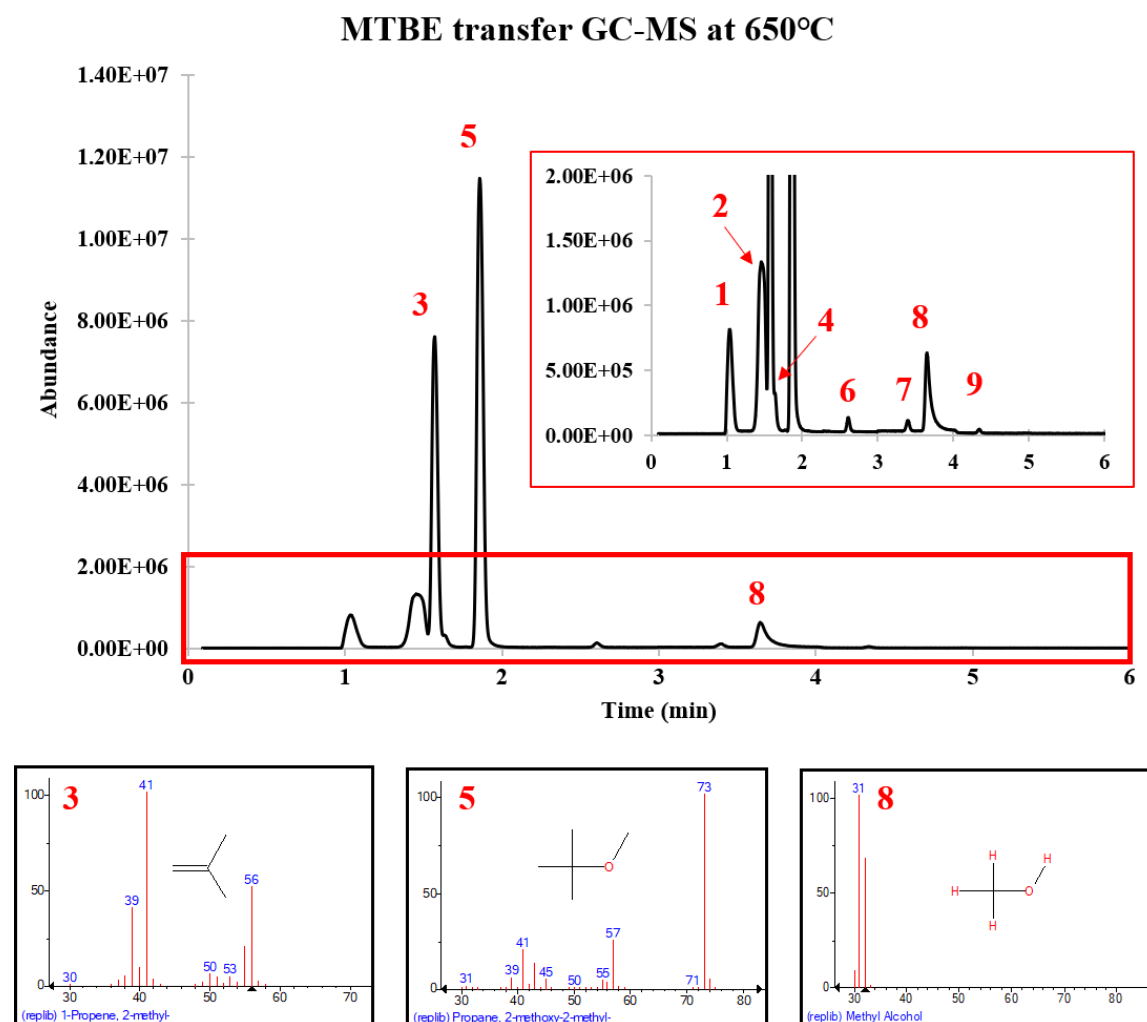 MTBE transfer GC-MS at 650°C
Abundance
1.40E+07
1.20E+07
1.00E+07
8.00E+06
6.00E+06
4.00E+06
2.00E+06
0.00E+00
0 1 2 3 4 5 6
Time (min)
3
5
8
2.00E+06
1.50E+06
1.00E+06
5.00E+05
0.00E+00
0 1 2 3 4 5 6
1
2
4
6
7
8
9
3
100
50
0
41
39
56
30
50
53
30 40 50 60 70
(replib) 1-Propene, 2-methyl-
5
100
50
0
73
O
57
41
31
39
45
50
55
71
30 40 50 60 70 80
(replib) Propane, 2-methoxy-2-methyl-
8
100
50
0
31
H
H
H
O
H
30 40 50 60 70 80
(replib) Methyl Alcohol